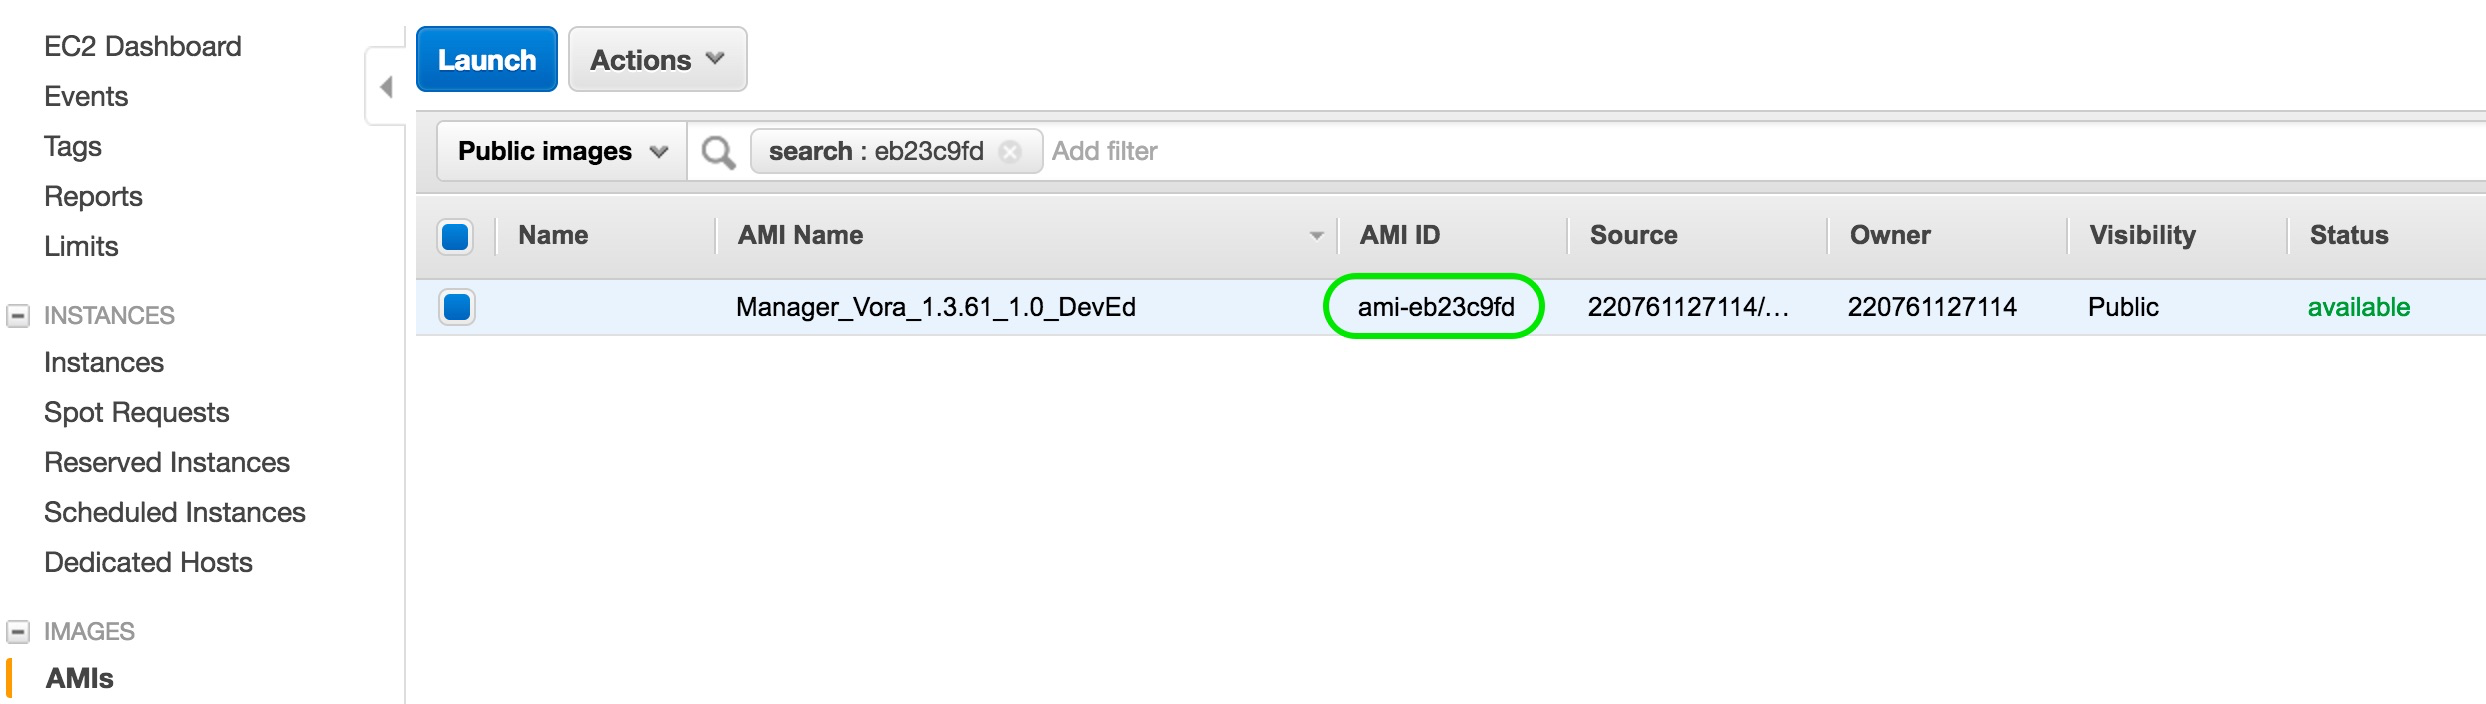 EC2 Dashboard
Events
Tags
Reports
Limits
INSTANCES
Instances
Spot Requests
Reserved Instances
Scheduled Instances
Dedicated Hosts
IMAGES
AMIs
Launch Actions
Public images search : eb23c9fd Add filter
Name AMI Name AMI ID Source Owner Visibility Status
Manager_Vora_1.3.61_1.0_DevEd ami-eb23c9fd 220761127114/... 220761127114 Public available